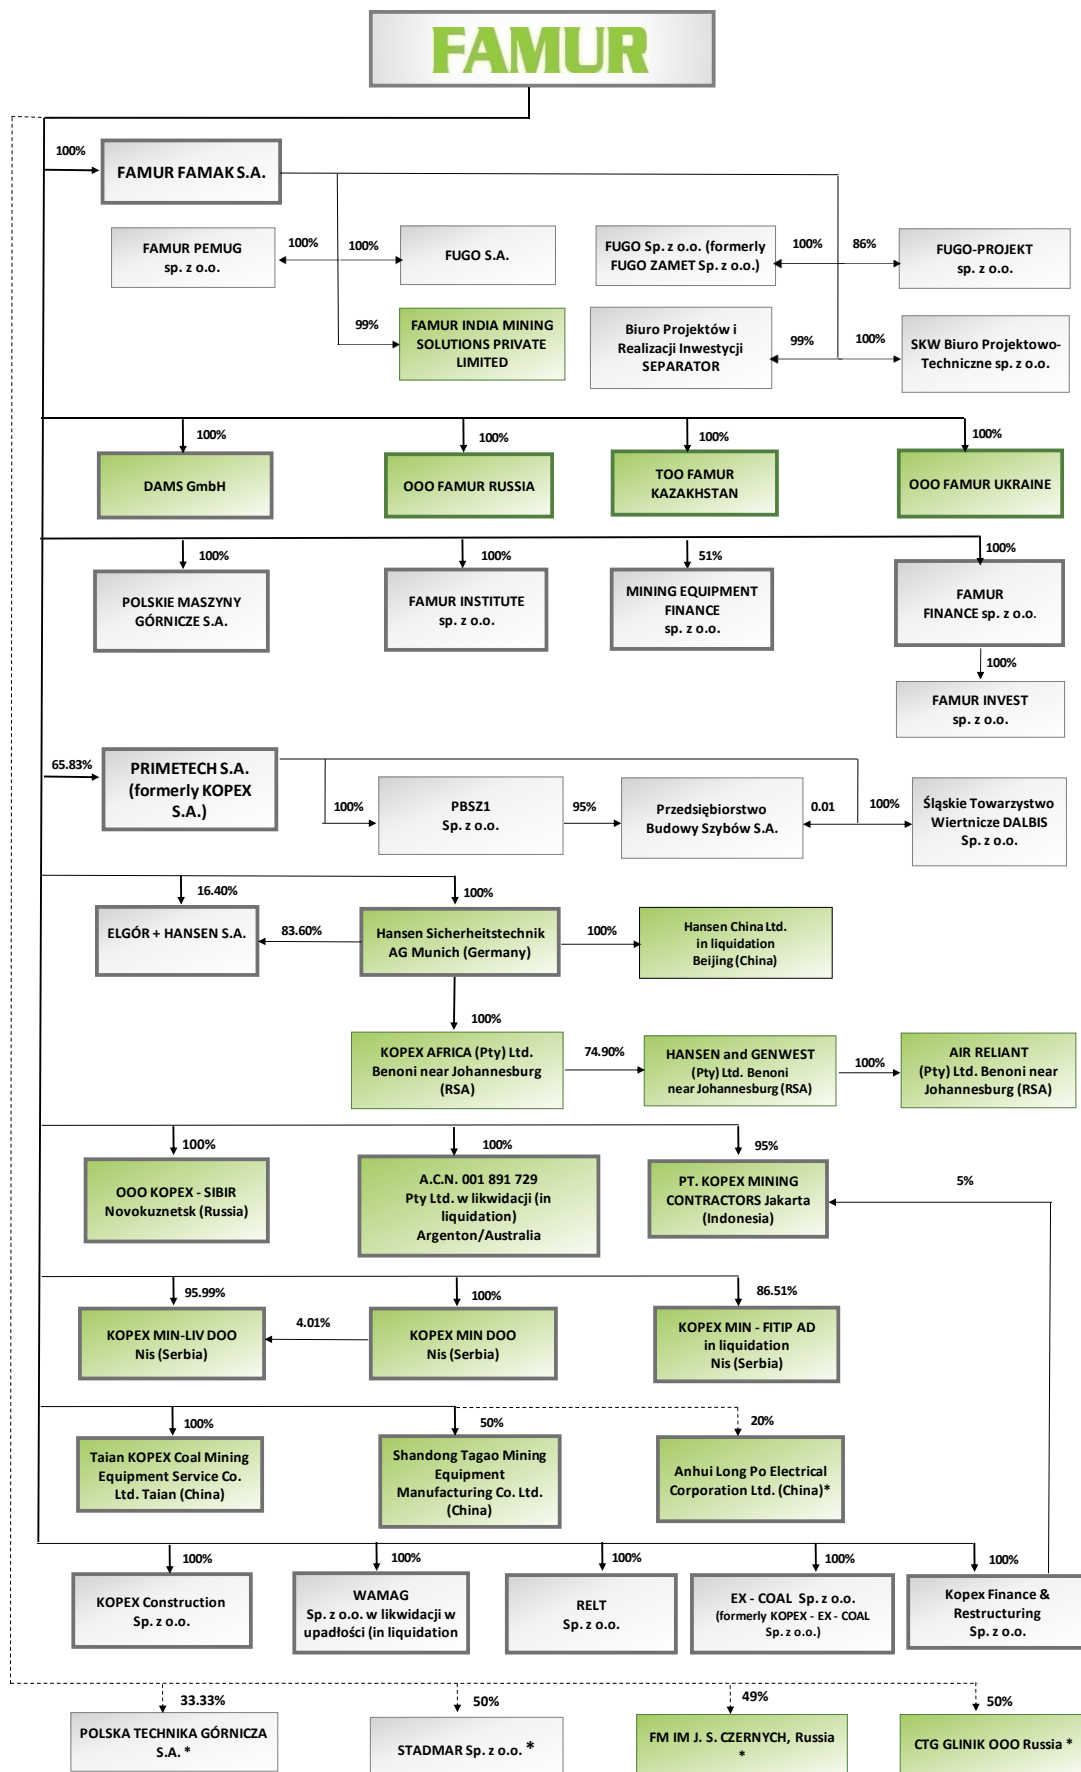 FAMUR
100%
FAMUR FAMAK S.A.
FAMUR PEMUG
sp. z o.o.
100%
100%
FUGO S.A.
FUGO Sp. z o.o. (formerly
FUGO ZAMET Sp. z o.o.)
100%
86%
FUGO-PROJEKT
sp. z o.o.
99%
FAMUR INDIA MINING
SOLUTIONS PRIVATE
LIMITED
Biuro Projektów i
Realizacji Inwestycji
SEPARATOR
99%
100%
SKW Biuro Projektowo-
Techniczne sp. z o.o.
100%
100%
100%
100%
DAMS GmbH
OOO FAMUR RUSSIA
TOO FAMUR
KAZAKHSTAN
OOO FAMUR UKRAINE
100%
100%
51%
100%
POLSKIE MASZYNY
GÓRNICZE S.A.
FAMUR INSTITUTE
sp. z o.o.
MINING EQUIPMENT
FINANCE
sp. z o.o.
FAMUR
FINANCE sp. z o.o.
100%
FAMUR INVEST
sp. z o.o.
65.83%
PRIMETECH S.A.
(formerly KOPEX
S.A.)
100%
PBSZ1
Sp. z o.o.
95%
Przedsiębiorstwo
Budowy Szybów S.A.
0.01
100%
Śląskie Towarzystwo
Wiertnicze DALBIS
Sp. z o.o.
16.40%
100%
ELGÓR + HANSEN S.A.
83.60%
Hansen Sicherheitstechnik
AG Munich (Germany)
100%
Hansen China Ltd.
in liquidation
Beijing (China)
100%
KOPEX AFRICA (Pty) Ltd.
Benoni near Johannesburg
(RSA)
74.90%
HANSEN and GENWEST
(Pty) Ltd. Benoni
near Johannesburg (RSA)
100%
AIR RELIANT
(Pty) Ltd. Benoni near
Johannesburg (RSA)
100%
100%
95%
OOO KOPEX - SIBIR
Novokuznetsk (Russia)
A.C.N. 001 891 729
Pty Ltd. w likwidacji (in
liquidation)
Argenton/Australia
PT. KOPEX MINING
CONTRACTORS Jakarta
(Indonesia)
5%
95.99%
100%
86.51%
KOPEX MIN-LIV DOO
Nis (Serbia)
4.01%
KOPEX MIN DOO
Nis (Serbia)
KOPEX MIN - FITIP AD
in liquidation
Nis (Serbia)
100%
50%
20%
Taian KOPEX Coal Mining
Equipment Service Co.
Ltd. Taian (China)
Shandong Tagao Mining
Equipment
Manufacturing Co. Ltd.
(China)
Anhui Long Po Electrical
Corporation Ltd. (China)*
100%
100%
100%
100%
100%
KOPEX Construction
Sp. z o.o.
WAMAG
Sp. z o.o. w likwidacji w
upadłości (in liquidation
RELT
Sp. z o.o.
EX - COAL Sp. z o.o.
(formerly KOPEX - EX - COAL
Sp. z o.o.)
Kopex Finance &
Restructuring
Sp. z o.o.
33.33%
50%
49%
50%
POLSKA TECHNIKA GÓRNICZA
S.A. *
STADMAR Sp. z o.o. *
FM IM J. S. CZERNYCH, Russia
*
CTG GLINIK OOO Russia *